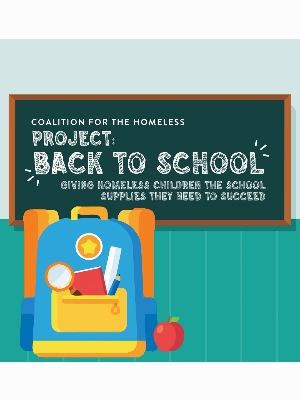 COALITION FOR THE HOMELESS
PROJECT:
BACK TO SCHOOL
GIVING HOMELESS CHILDREN THE SCHOOL
SUPPLIES THEY NEED TO SUCCEED